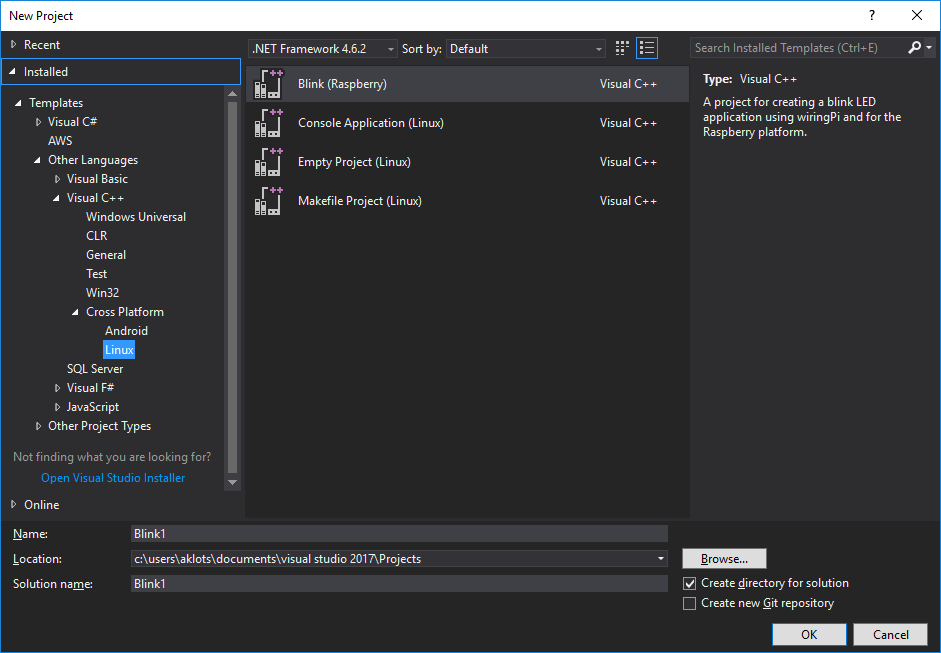 New Project
?
Recent
Installed
Templates
Visual C#
AWS
Other Languages
Visual Basic
Visual C++
Windows Universal
CLR
General
Test
Win32
Cross Platform
Android
Linux
SQL Server
Visual F#
JavaScript
Other Project Types
Not finding what you are looking for?
Open Visual Studio Installer
Online
.NET Framework 4.6.2 Sort by: Default
Blink (Raspberry) Visual C++
Console Application (Linux) Visual C++
Empty Project (Linux) Visual C++
Makefile Project (Linux) Visual C++
Search Installed Templates (Ctrl+E)
Type: Visual C++
A project for creating a blink LED
application using wiringPi and for the
Raspberry platform.
Name: Blink1
Location: c:\users\aklots\documents\visual studio 2017\Projects
Browse...
Solution name: Blink1
Create directory for solution
Create new Git repository
OK Cancel